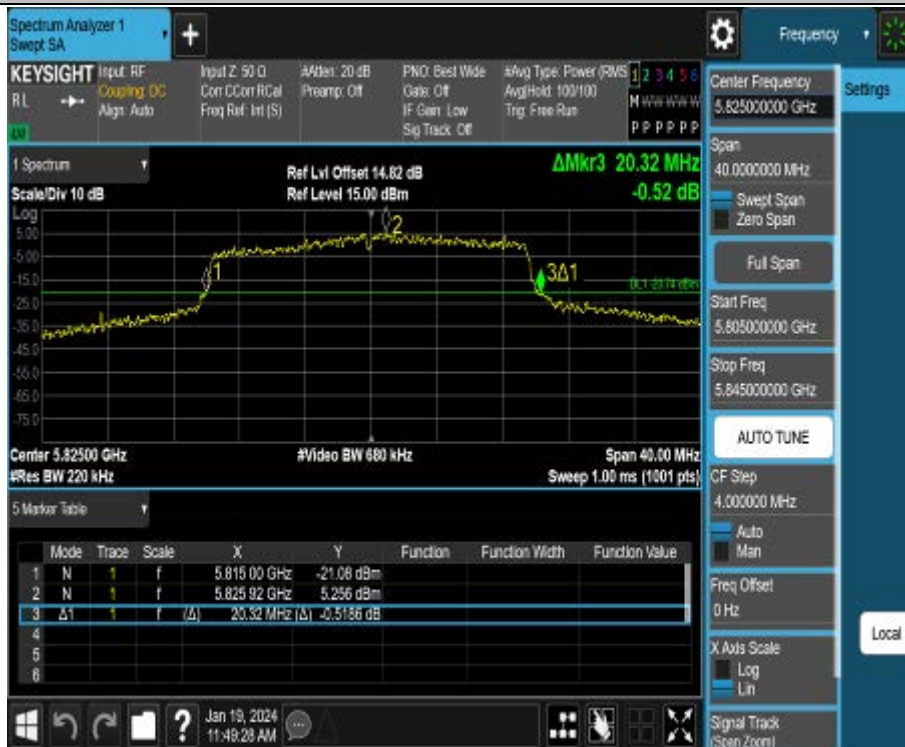 Spectrum Analyzer 1
Swept SA
+
Frequency
KEYSIGHT
RL
Input: RF
Coupling: DC
Align: Auto
Input Z: 50 Ω
Corr CCorr RCal
Freq Ref: Int (S)
#Atten: 20 dB
Preamp: Off
PNO: Best Wide
Gate: Off
IF Gain: Low
Sig Track: Off
#Avg Type: Power (RMS
Avg|Hold: 100/100
Trig: Free Run
1 2 3 4 5 6
M W W W W W
P P P P P P
1 Spectrum
Scale/Div 10 dB
Ref Lvl Offset 14.82 dB
Ref Level 15.00 dBm
ΔMkr3 20.32 MHz
-0.52 dB
Log
5.00
-5.00
-15.0
-25.0
-35.0
-45.0
-55.0
-65.0
-75.0
1
2
3Δ1
DL1 -20.74 dBm
Center 5.82500 GHz
#Res BW 220 kHz
#Video BW 680 kHz
Span 40.00 MHz
Sweep 1.00 ms (1001 pts)
5 Marker Table
Mode Trace Scale X Y Function Function Width Function Value
1 N 1 f 5.815 00 GHz -21.08 dBm
2 N 1 f 5.825 92 GHz 5.256 dBm
3 Δ1 1 f (Δ) 20.32 MHz (Δ) -0.5186 dB
4
5
6
Jan 19, 2024
11:49:28 AM
Center Frequency
5.825000000 GHz
Span
40.0000000 MHz
Swept Span
Zero Span
Full Span
Start Freq
5.805000000 GHz
Stop Freq
5.845000000 GHz
AUTO TUNE
CF Step
4.000000 MHz
Auto
Man
Freq Offset
0 Hz
X Axis Scale
Log
Lin
Signal Track
(Span Zoom)
Settings
Local